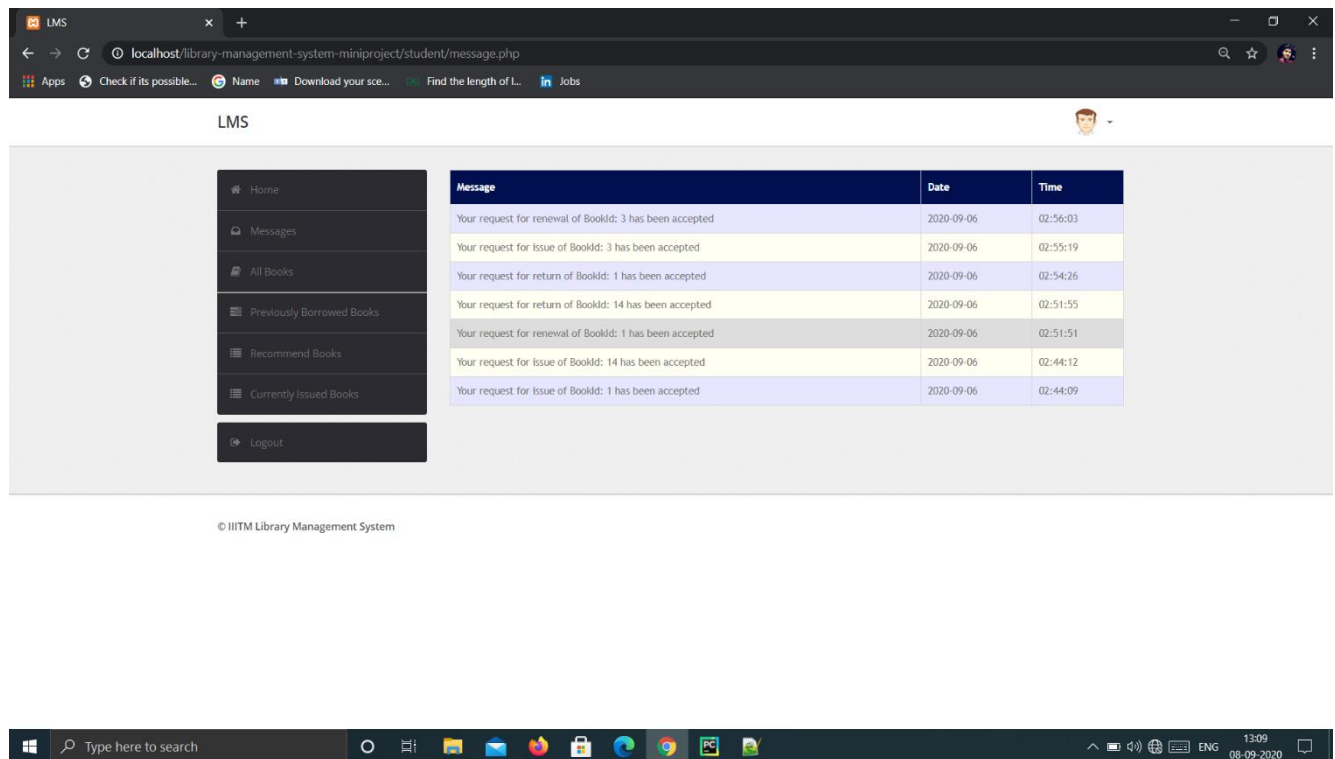 LMS
localhost/library-management-system-miniproject/student/message.php
Apps Check if its possible... Name Download your sce... Find the length of l... Jobs
LMS
Home
Messages
All Books
Previously Borrowed Books
Recommend Books
Currently Issued Books
Logout
Message Date Time
Your request for renewal of BookId: 3 has been accepted 2020-09-06 02:56:03
Your request for issue of BookId: 3 has been accepted 2020-09-06 02:55:19
Your request for return of BookId: 1 has been accepted 2020-09-06 02:54:26
Your request for return of BookId: 14 has been accepted 2020-09-06 02:51:55
Your request for renewal of BookId: 1 has been accepted 2020-09-06 02:51:51
Your request for issue of BookId: 14 has been accepted 2020-09-06 02:44:12
Your request for issue of BookId: 1 has been accepted 2020-09-06 02:44:09
© IIITM Library Management System
Type here to search
ENG
13:09
08-09-2020